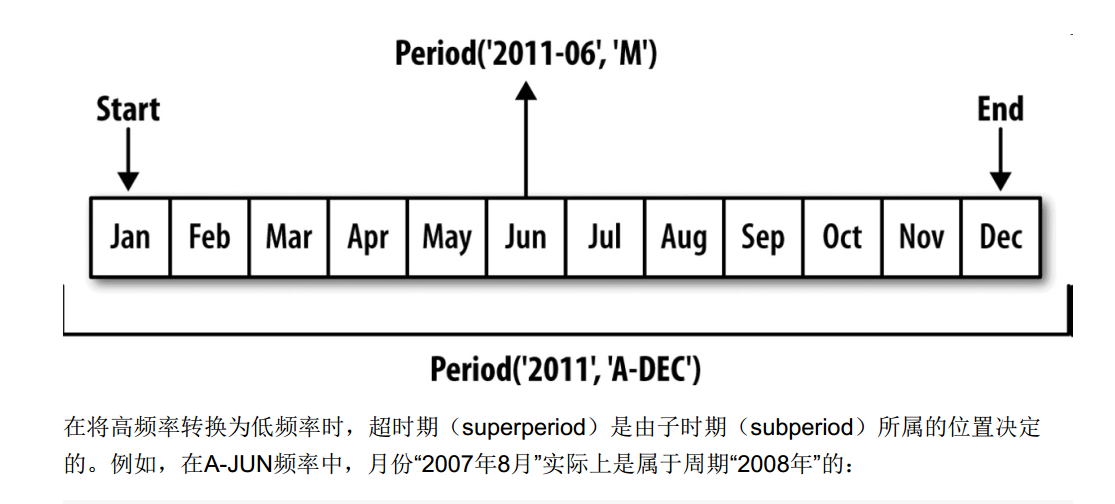 Period('2011-06', 'M')
Start
End
Jan Feb Mar Apr May Jun Jul Aug Sep Oct Nov Dec
Period('2011', 'A-DEC')
在将高频率转换为低频率时，超时期（superperiod）是由子时期（subperiod）所属的位置决定
的。例如，在A-JUN频率中，月份“2007年8月”实际上是属于周期“2008年”的：